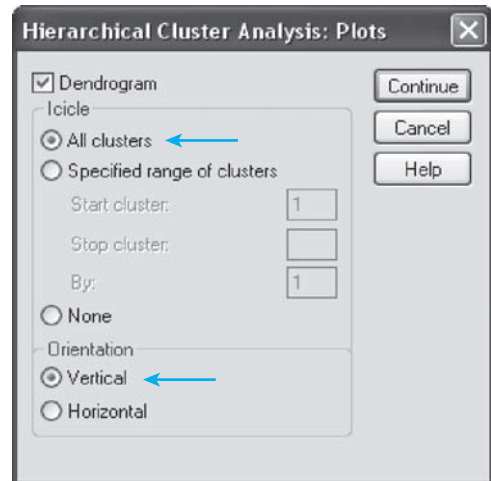 Hierarchical Cluster Analysis: Plots
Dendrogram
Continue
Icicle
All clusters
Cancel
Specified range of clusters
Help
Start cluster: 1
Stop cluster:
By: 1
None
Orientation
Vertical
Horizontal